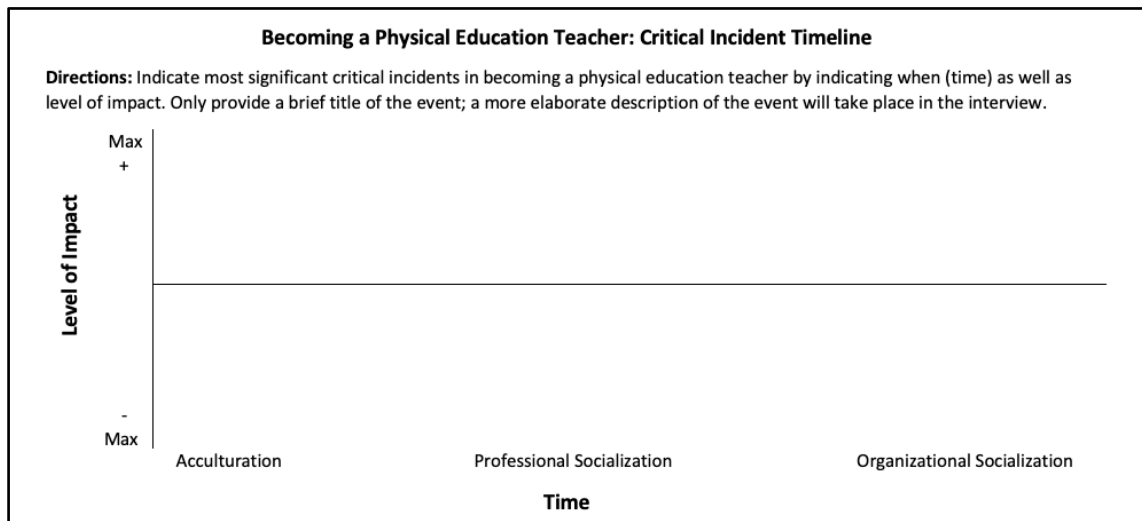 Becoming a Physical Education Teacher: Critical Incident Timeline
Directions: Indicate most significant critical incidents in becoming a physical education teacher by indicating when (time) as well as
level of impact. Only provide a brief title of the event; a more elaborate description of the event will take place in the interview.
Max
+
Level of Impact
-
Max
Acculturation Professional Socialization Organizational Socialization
Time